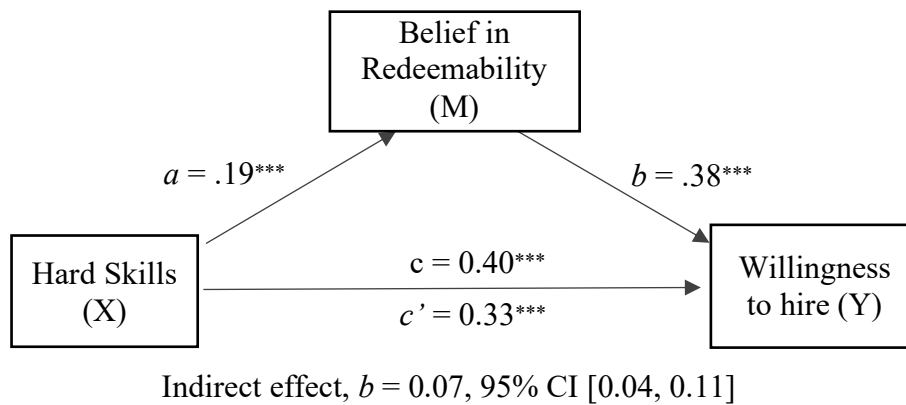 Belief in
Redeemability
(M)
a = .19***
b = .38***
Hard Skills
(X)
c = 0.40***
c’ = 0.33***
Willingness
to hire (Y)
Indirect effect, b = 0.07, 95% CI [0.04, 0.11]